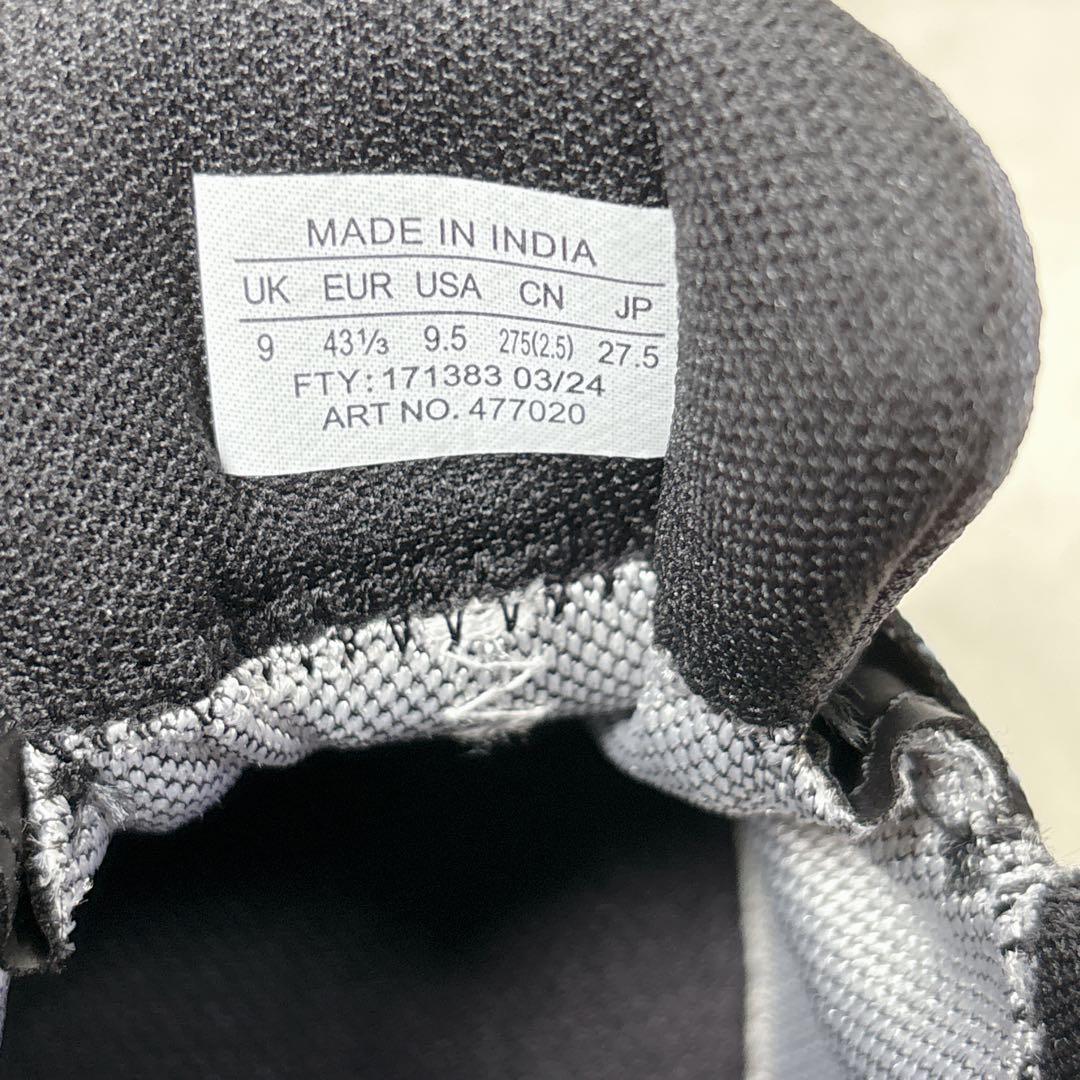 MADE IN INDIA
UK EUR USA CN JP
9 43⅓ 9.5 275(2.5) 27.5
FTY: 171383 03/24
ART NO. 477020